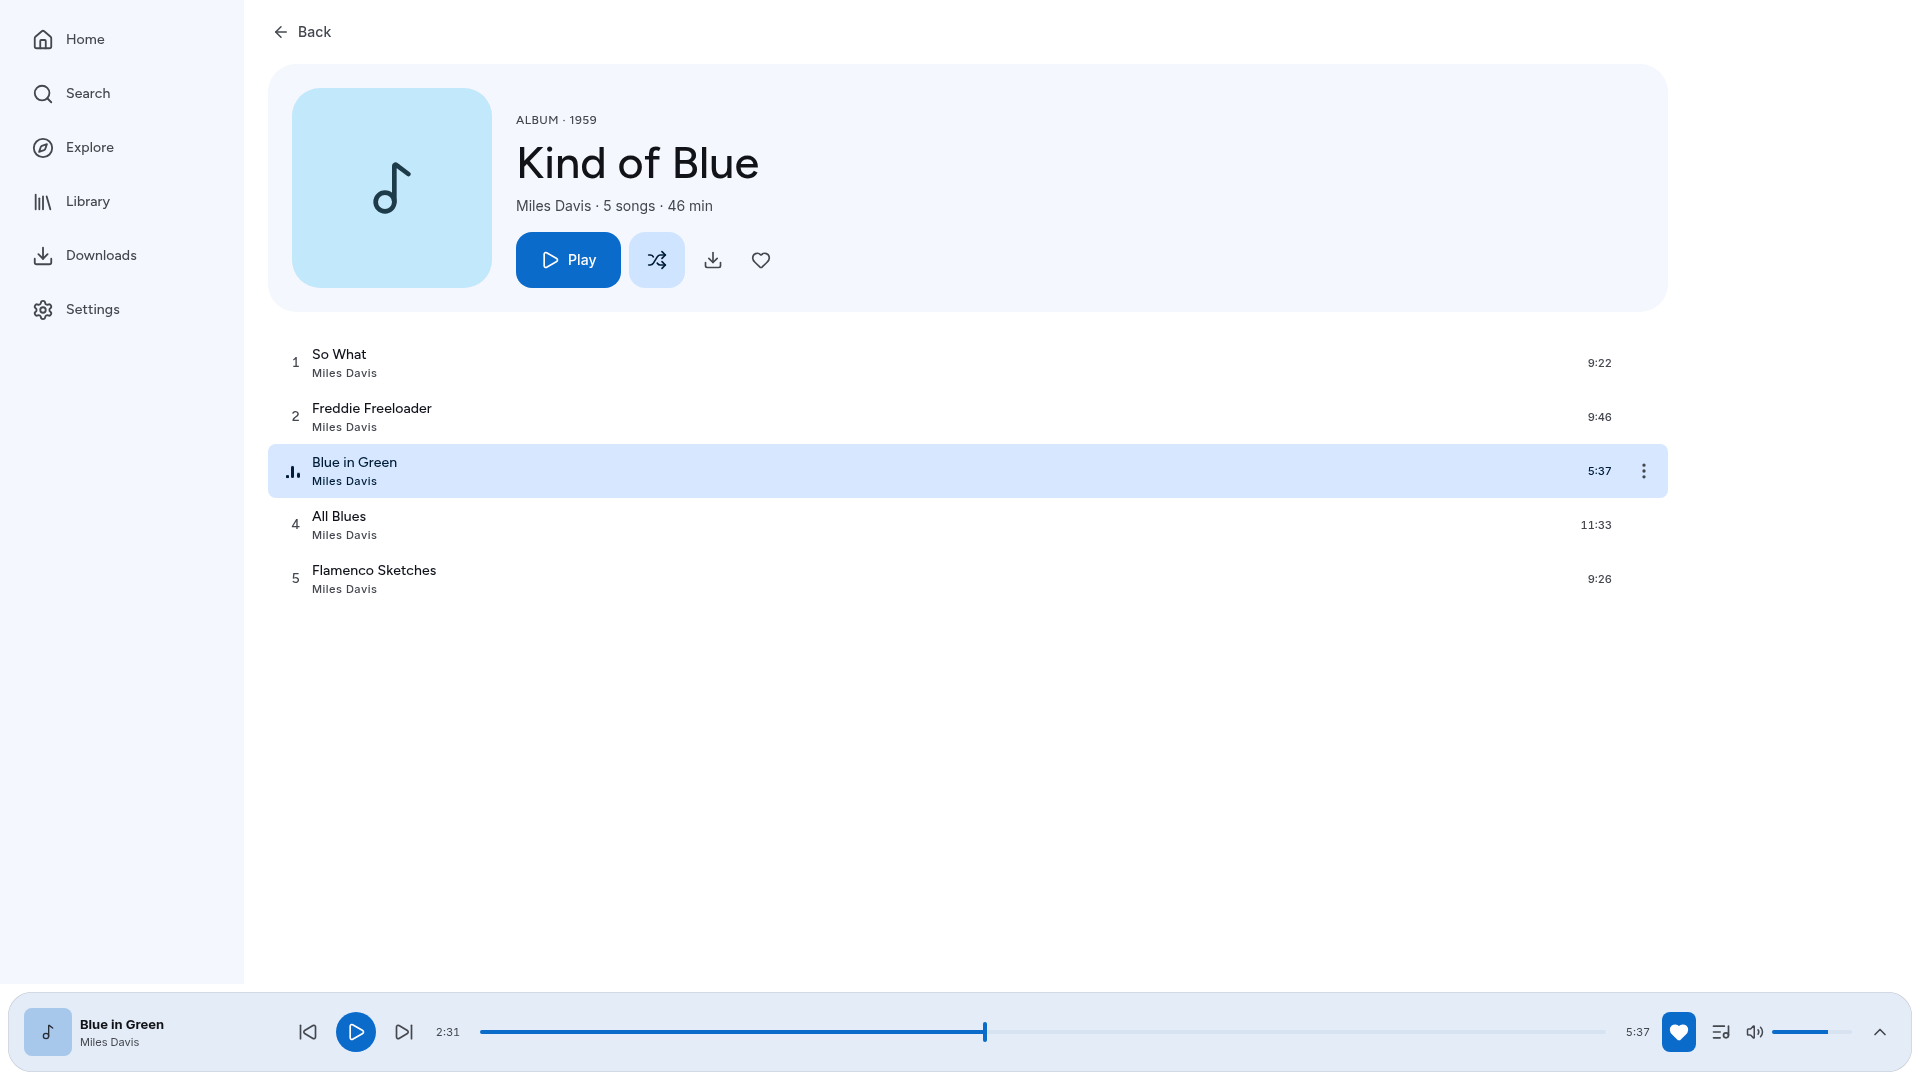 Home
Search
Explore
Library
Downloads
Settings
Back
ALBUM · 1959
Kind of Blue
Miles Davis · 5 songs · 46 min
Play
1
So What
Miles Davis
9:22
2
Freddie Freeloader
Miles Davis
9:46
Blue in Green
Miles Davis
5:37
4
All Blues
Miles Davis
11:33
5
Flamenco Sketches
Miles Davis
9:26
Blue in Green
Miles Davis
2:31
5:37